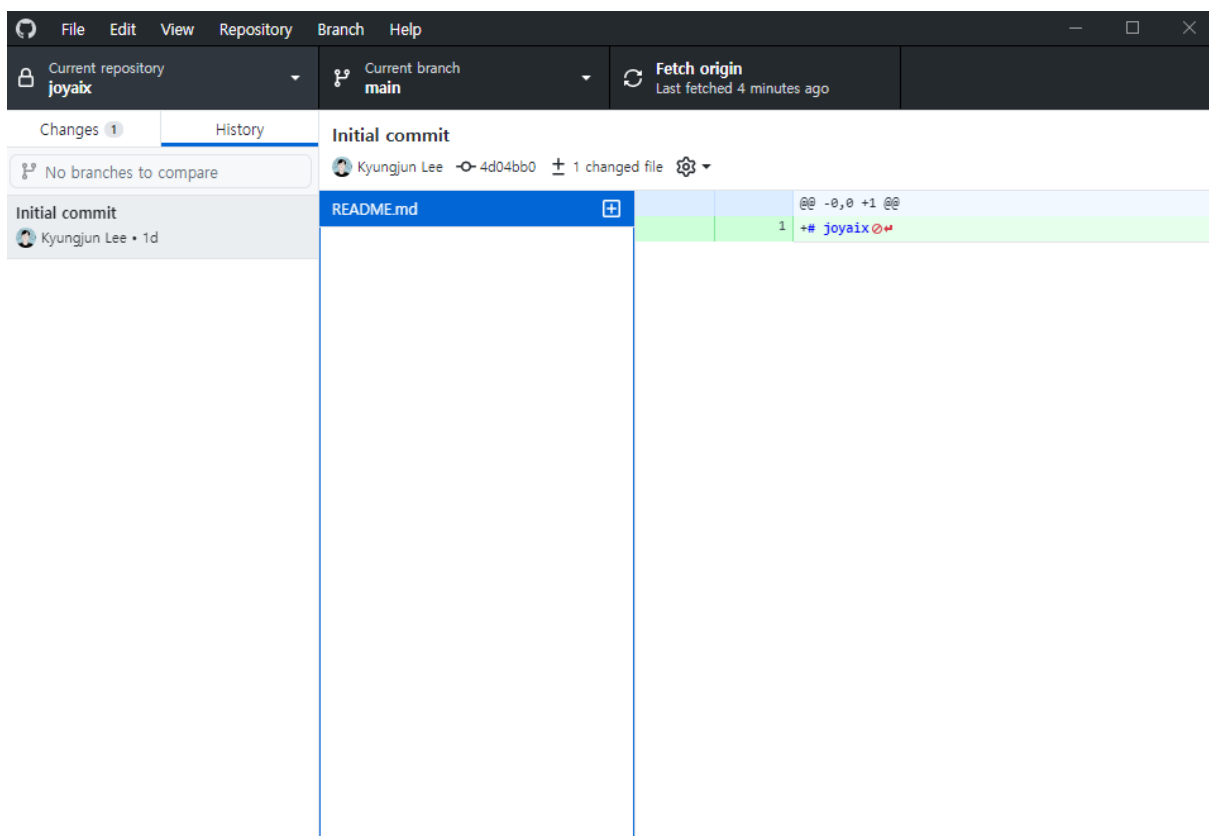 File Edit View Repository Branch Help
Current repository
joyaix
Current branch
main
Fetch origin
Last fetched 4 minutes ago
Changes 1 History
No branches to compare
Initial commit
Kyungjun Lee • 1d
Initial commit
Kyungjun Lee 4d04bb0 1 changed file
README.md
@@ -0,0 +1 @@
1 +# joyaix